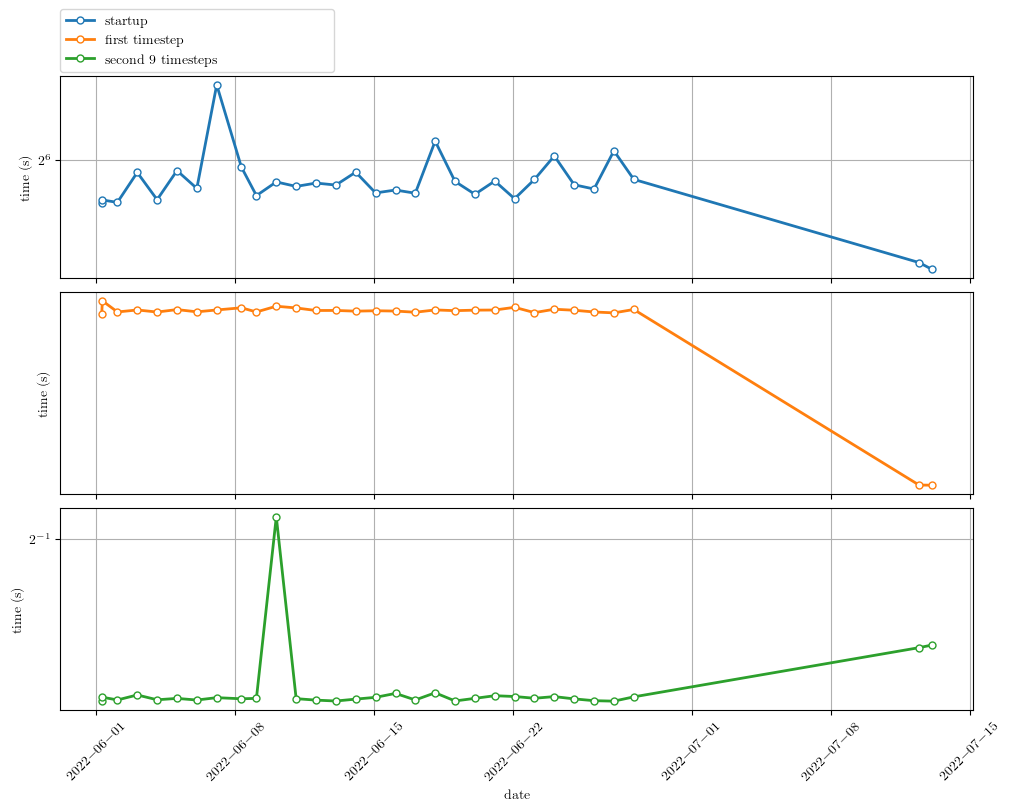 startup
first timestep
second 9 timesteps
time (s)
2^6
time (s)
time (s)
2^−1
2022−06−01
2022−06−08
2022−06−15
2022−06−22
2022−07−01
2022−07−08
2022−07−15
date